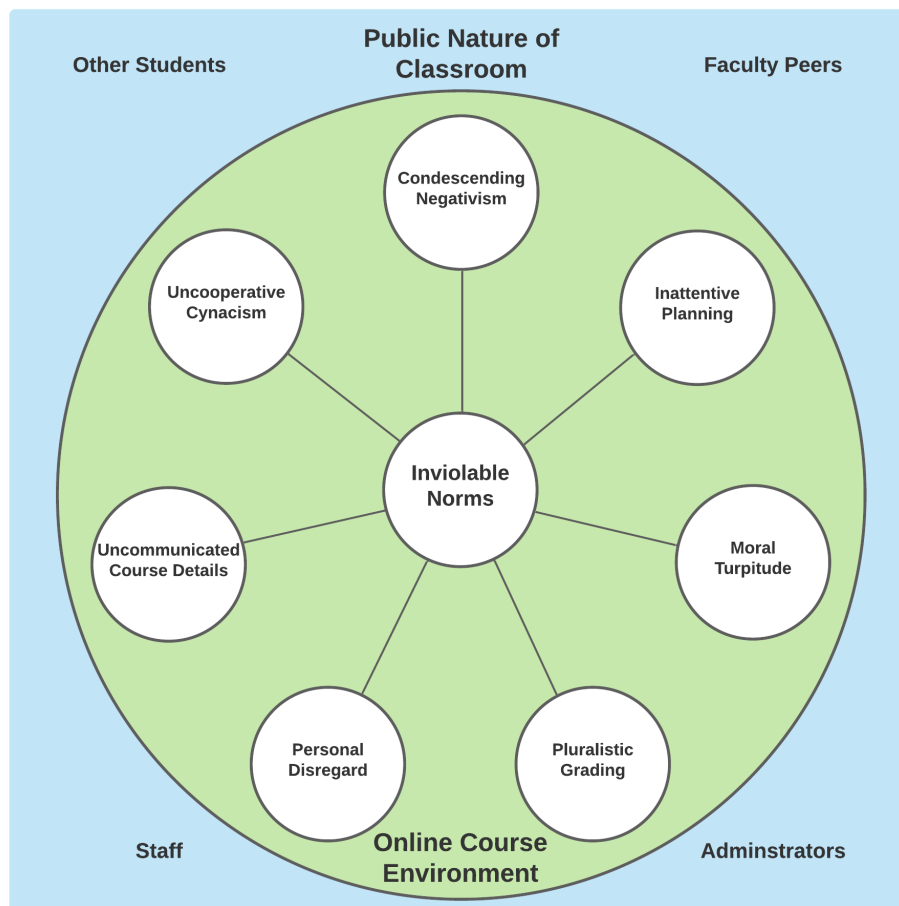 Public Nature of
Classroom
Other Students
Faculty Peers
Condescending
Negativism
Uncooperative
Cynacism
Inattentive
Planning
Inviolable
Norms
Uncommunicated
Course Details
Moral
Turpitude
Personal
Disregard
Pluralistic
Grading
Online Course
Environment
Staff
Adminstrators